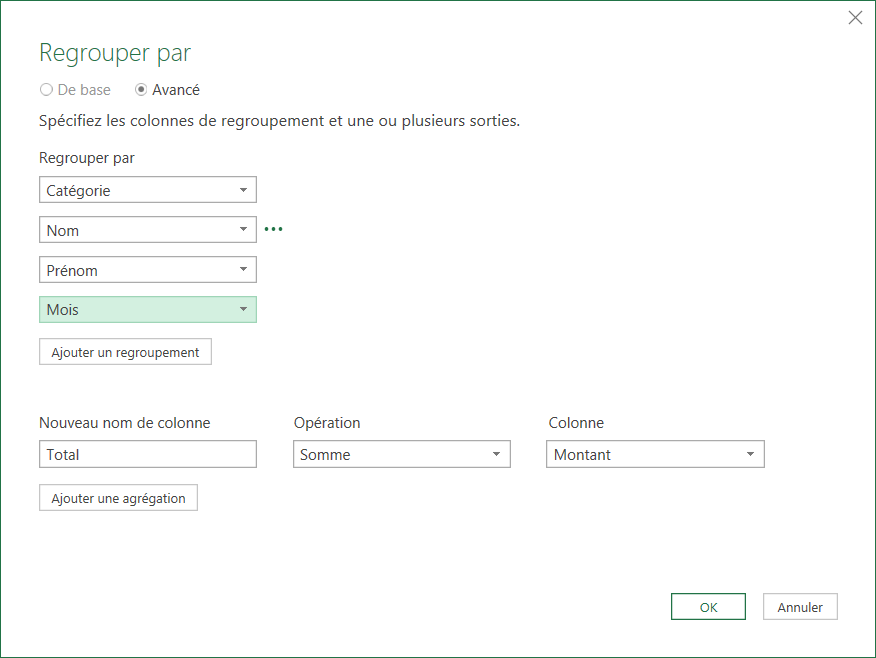 Regrouper par
De base Avancé
Spécifiez les colonnes de regroupement et une ou plusieurs sorties.
Regrouper par
Catégorie
Nom
Prénom
Mois
Ajouter un regroupement
Nouveau nom de colonne Opération Colonne
Total Somme Montant
Ajouter une agrégation
OK Annuler